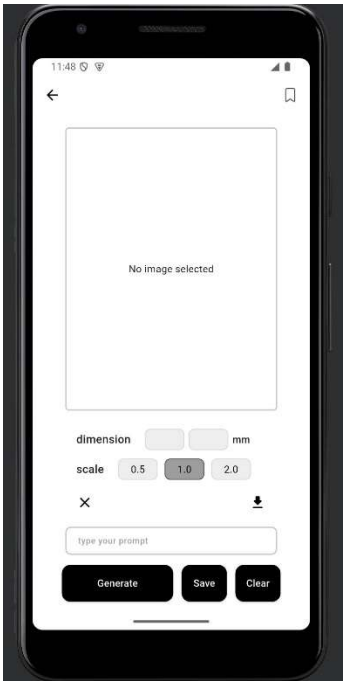 11:48
No image selected
dimension mm
scale 0.5 1.0 2.0
type your prompt
Generate Save Clear